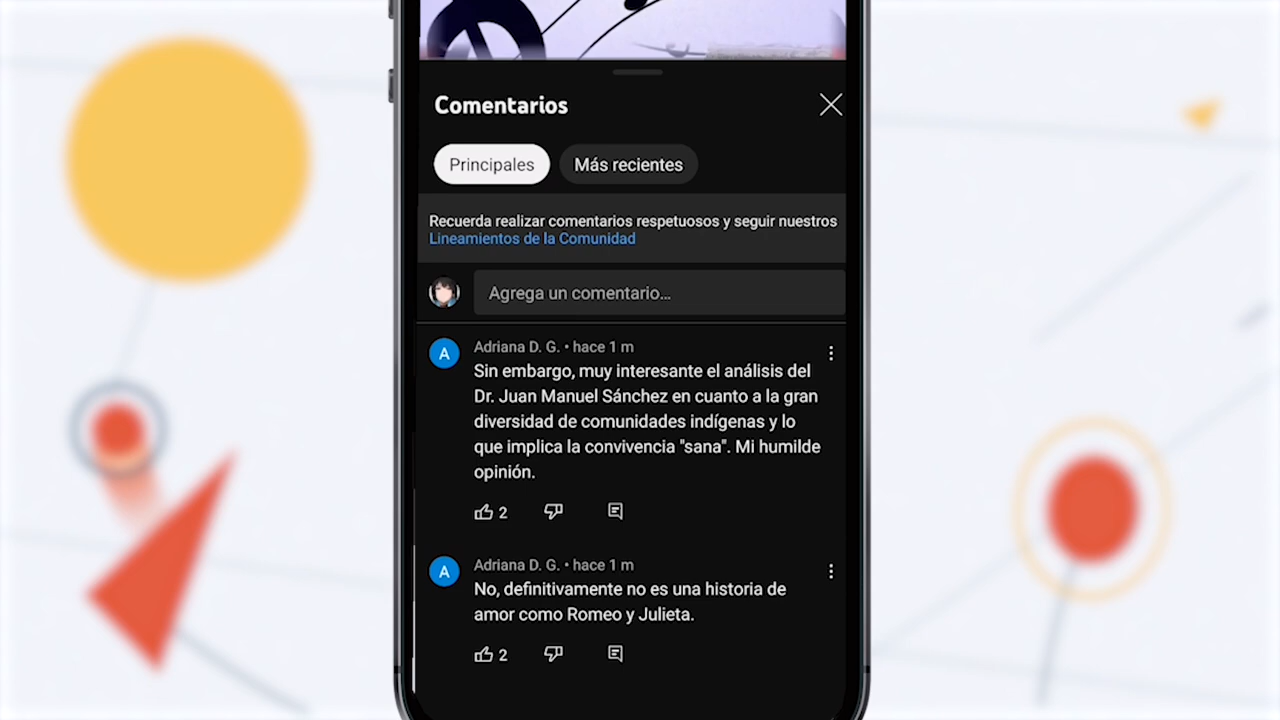 Comentarios
Principales
Más recientes
Recuerda realizar comentarios respetuosos y seguir nuestros
Lineamientos de la Comunidad
Agrega un comentario...
A
Adriana D. G. • hace 1 m
Sin embargo, muy interesante el análisis del
Dr. Juan Manuel Sánchez en cuanto a la gran
diversidad de comunidades indígenas y lo
que implica la convivencia "sana". Mi humilde
opinión.
2
A
Adriana D. G. • hace 1 m
No, definitivamente no es una historia de
amor como Romeo y Julieta.
2